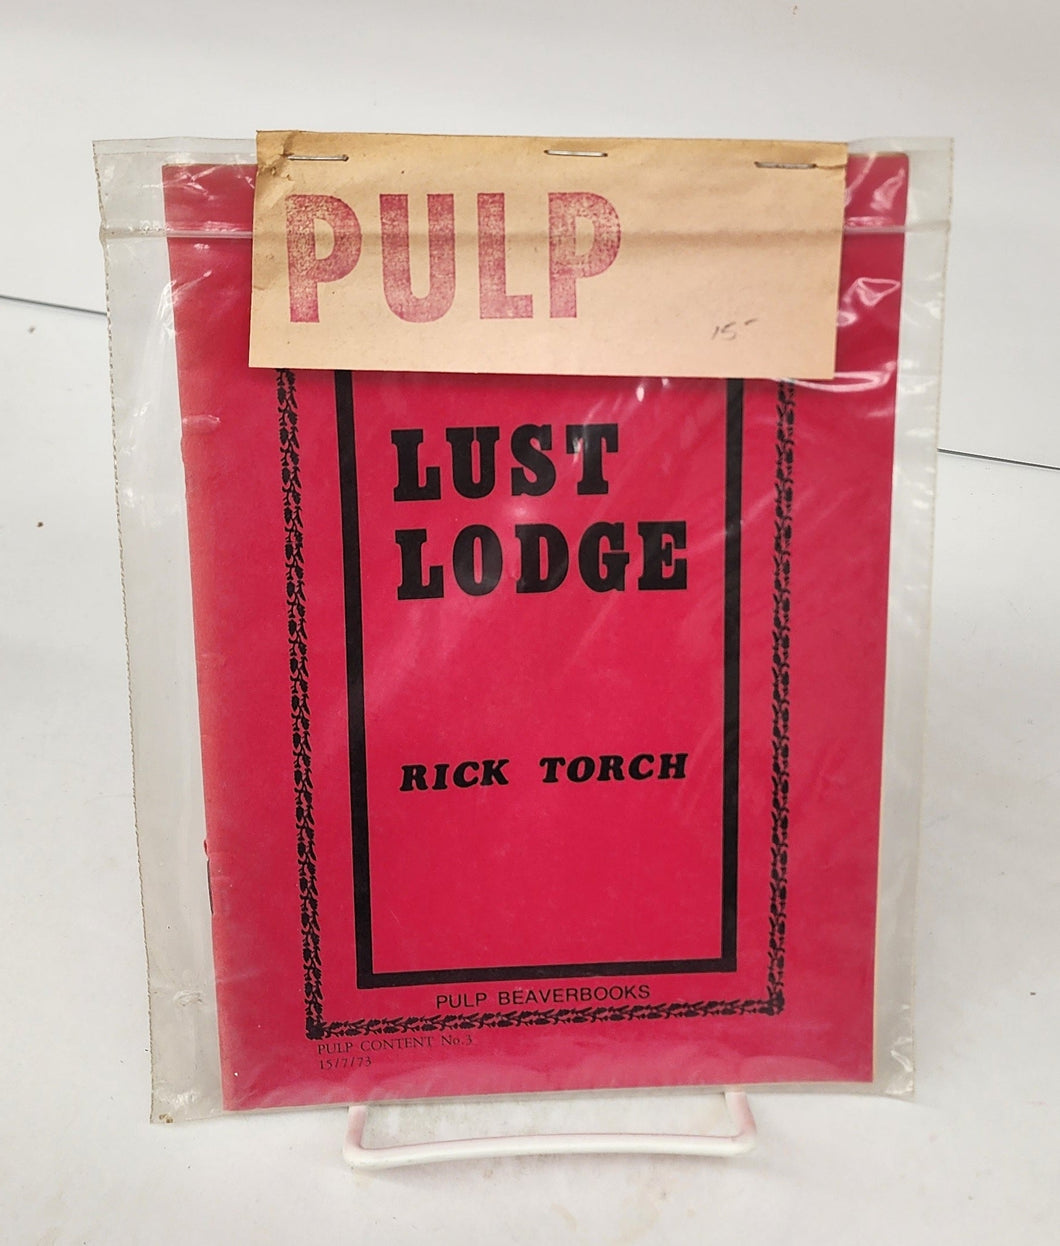 PULP
15-
LUST
LODGE
RICK TORCH
PULP BEAVERBOOKS
PULP CONTENT No.3
15/7/73